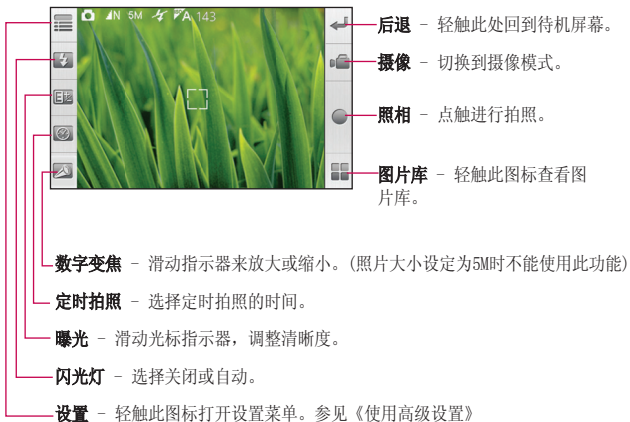 4N 5M A 143
后退 - 轻触此处回到待机屏幕。
摄像 - 切换到摄像模式。
照相 - 点触进行拍照。
图片库 - 轻触此图标查看图
片库。
数字变焦 - 滑动指示器来放大或缩小。(照片大小设定为5M时不能使用此功能)
定时拍照 - 选择定时拍照的时间。
曝光 - 滑动光标指示器，调整清晰度。
闪光灯 - 选择关闭或自动。
设置 - 轻触此图标打开设置菜单。参见《使用高级设置》